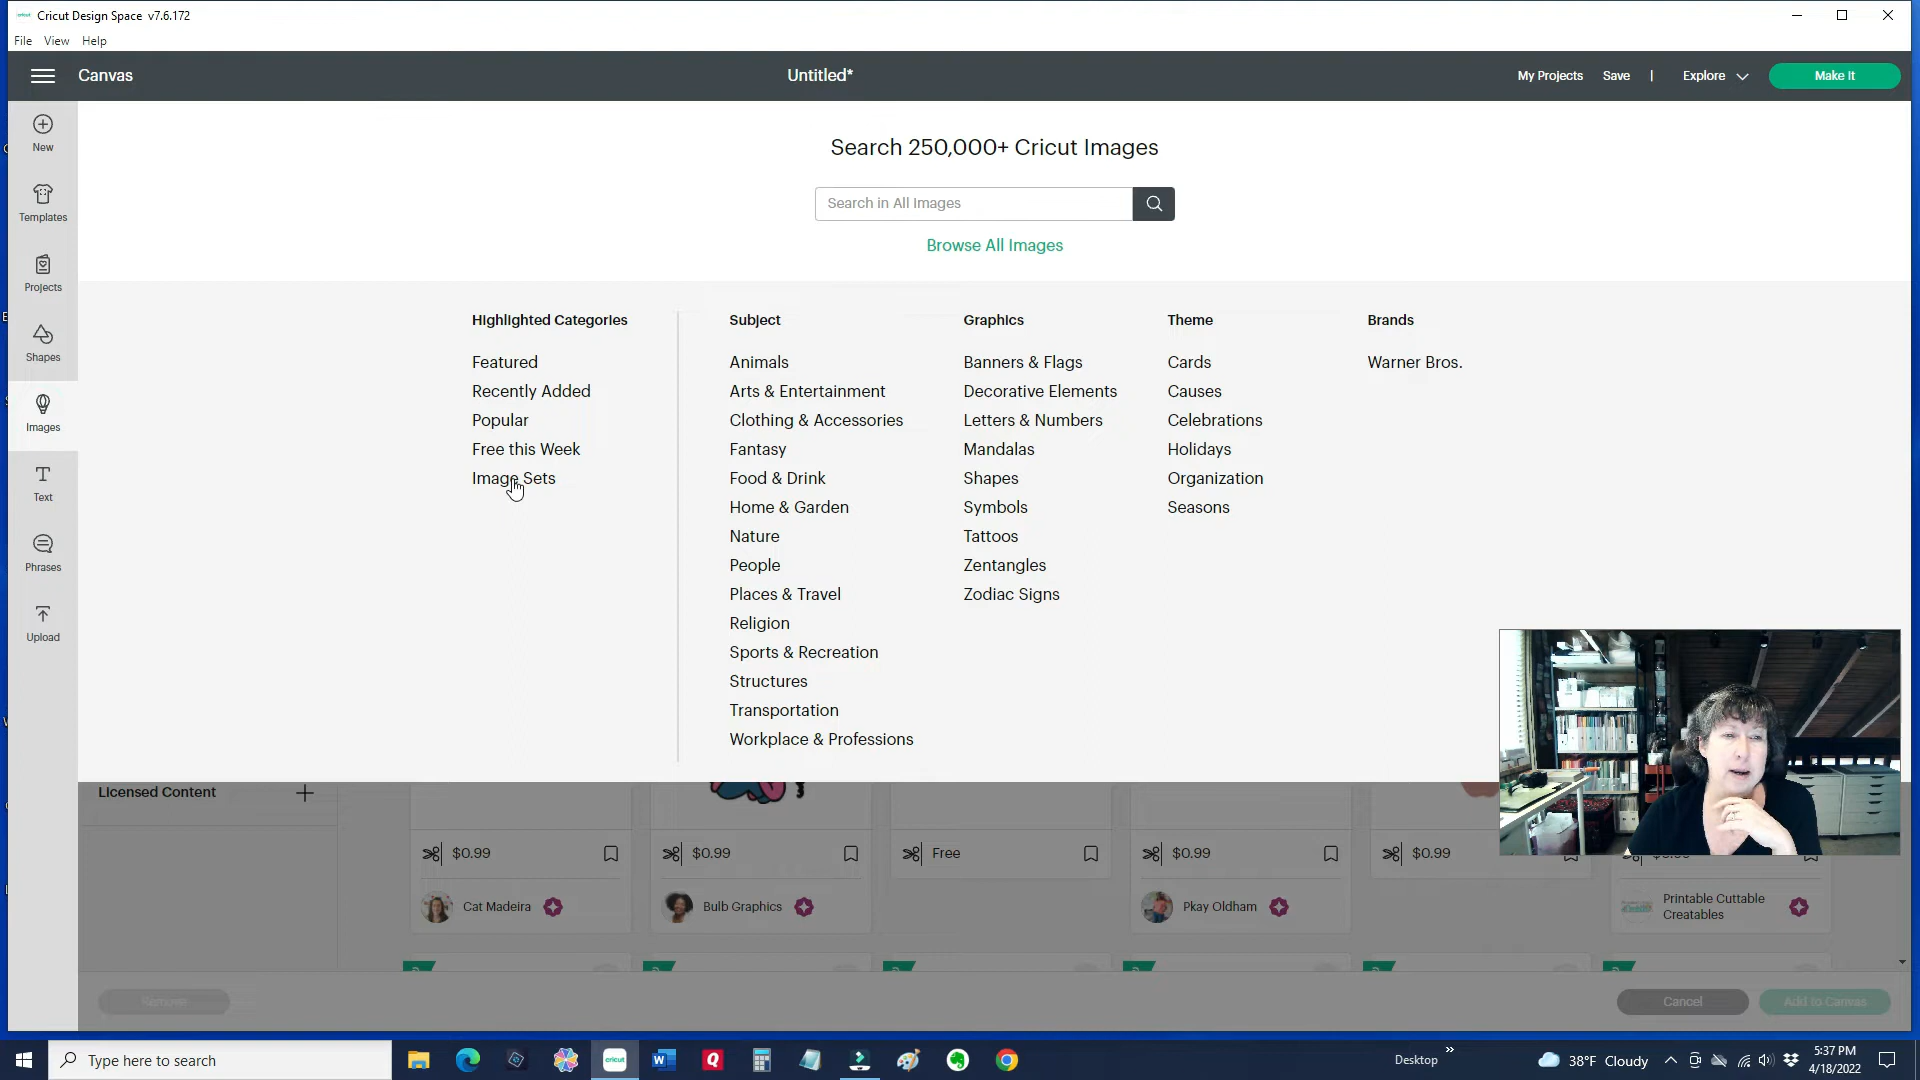 Cricut Design Space v7.6.172
File View Help
Canvas
Untitled*
My Projects Save | Explore Make It
New
Templates
Projects
Shapes
Images
Text
Phrases
Upload
Search 250,000+ Cricut Images
Search in All Images
Browse All Images
Highlighted Categories
Featured
Recently Added
Popular
Free this Week
Image Sets
Subject
Animals
Arts & Entertainment
Clothing & Accessories
Fantasy
Food & Drink
Home & Garden
Nature
People
Places & Travel
Religion
Sports & Recreation
Structures
Transportation
Workplace & Professions
Graphics
Banners & Flags
Decorative Elements
Letters & Numbers
Mandalas
Shapes
Symbols
Tattoos
Zentangles
Zodiac Signs
Theme
Cards
Causes
Celebrations
Holidays
Organization
Seasons
Brands
Warner Bros.
Licensed Content
$0.99 $0.99 Free $0.99 $0.99
Cat Madeira Bulb Graphics Pkay Oldham Printable Cuttable
Creatables
Remove Cancel Add to Canvas
Type here to search
cricut
Desktop
38°F Cloudy
5:37 PM
4/18/2022